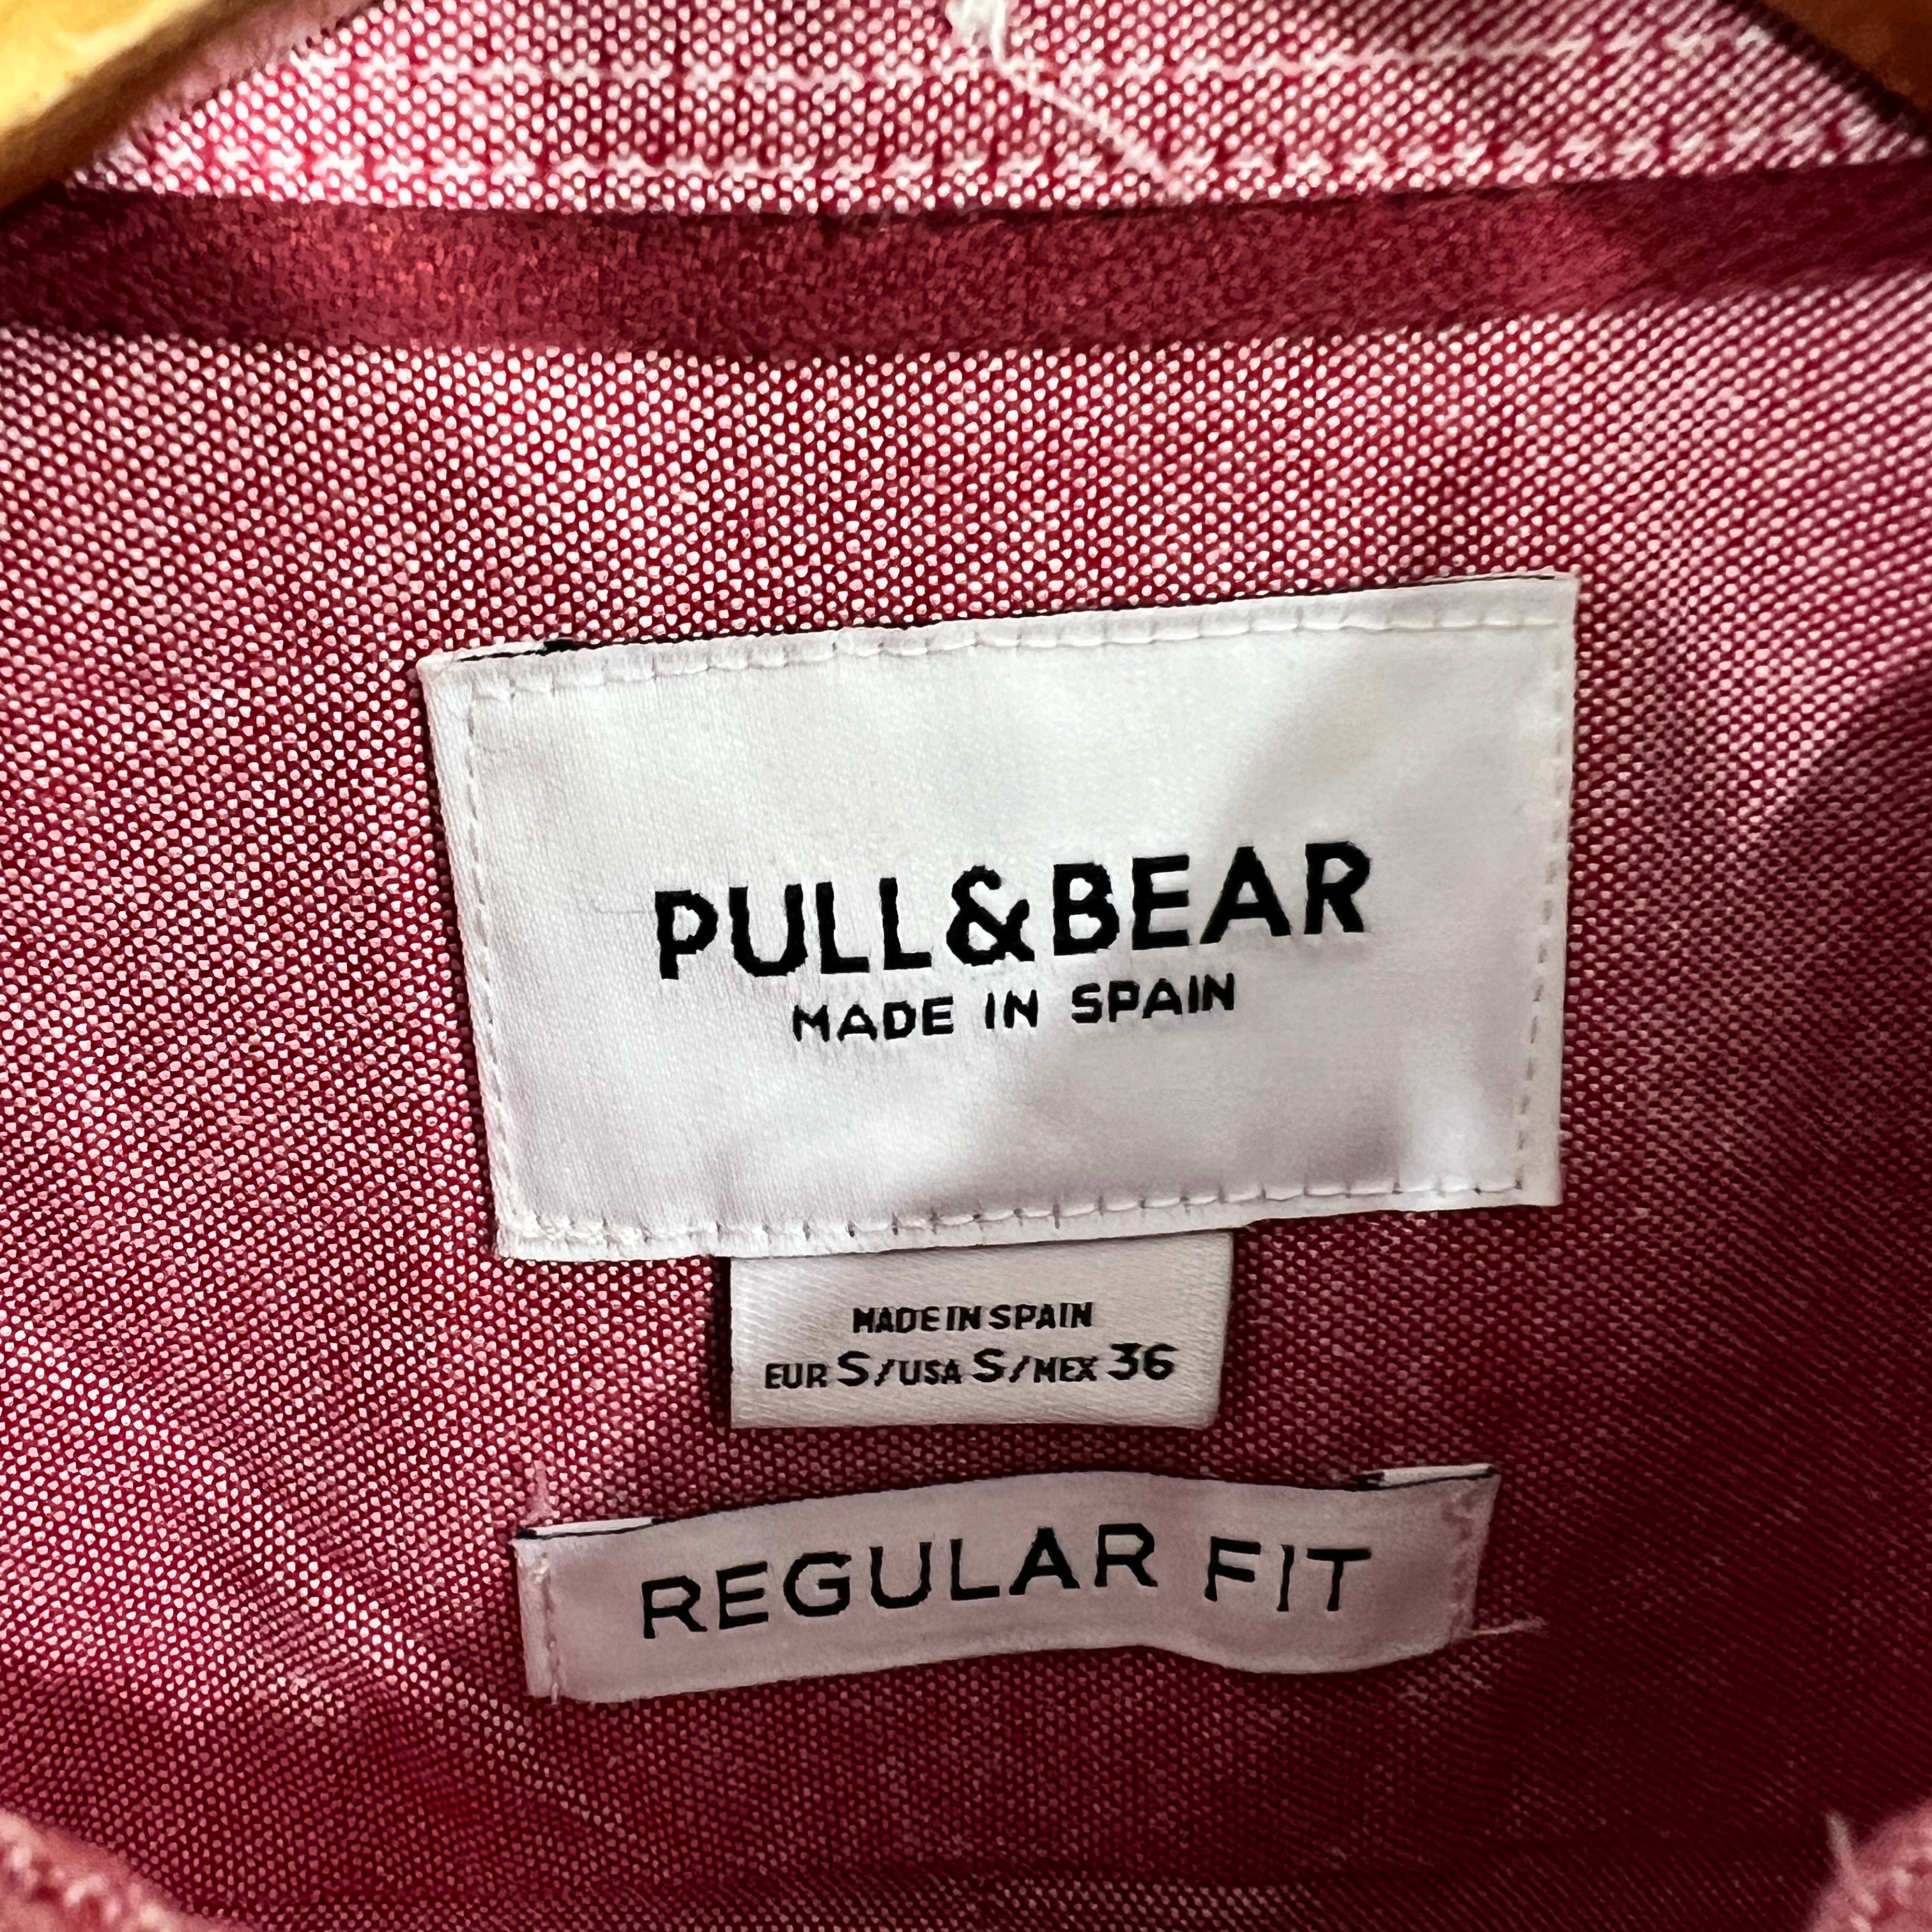 PULL&BEAR
MADE IN SPAIN
MADE IN SPAIN
EUR S/USA S/MEX 36
REGULAR FIT